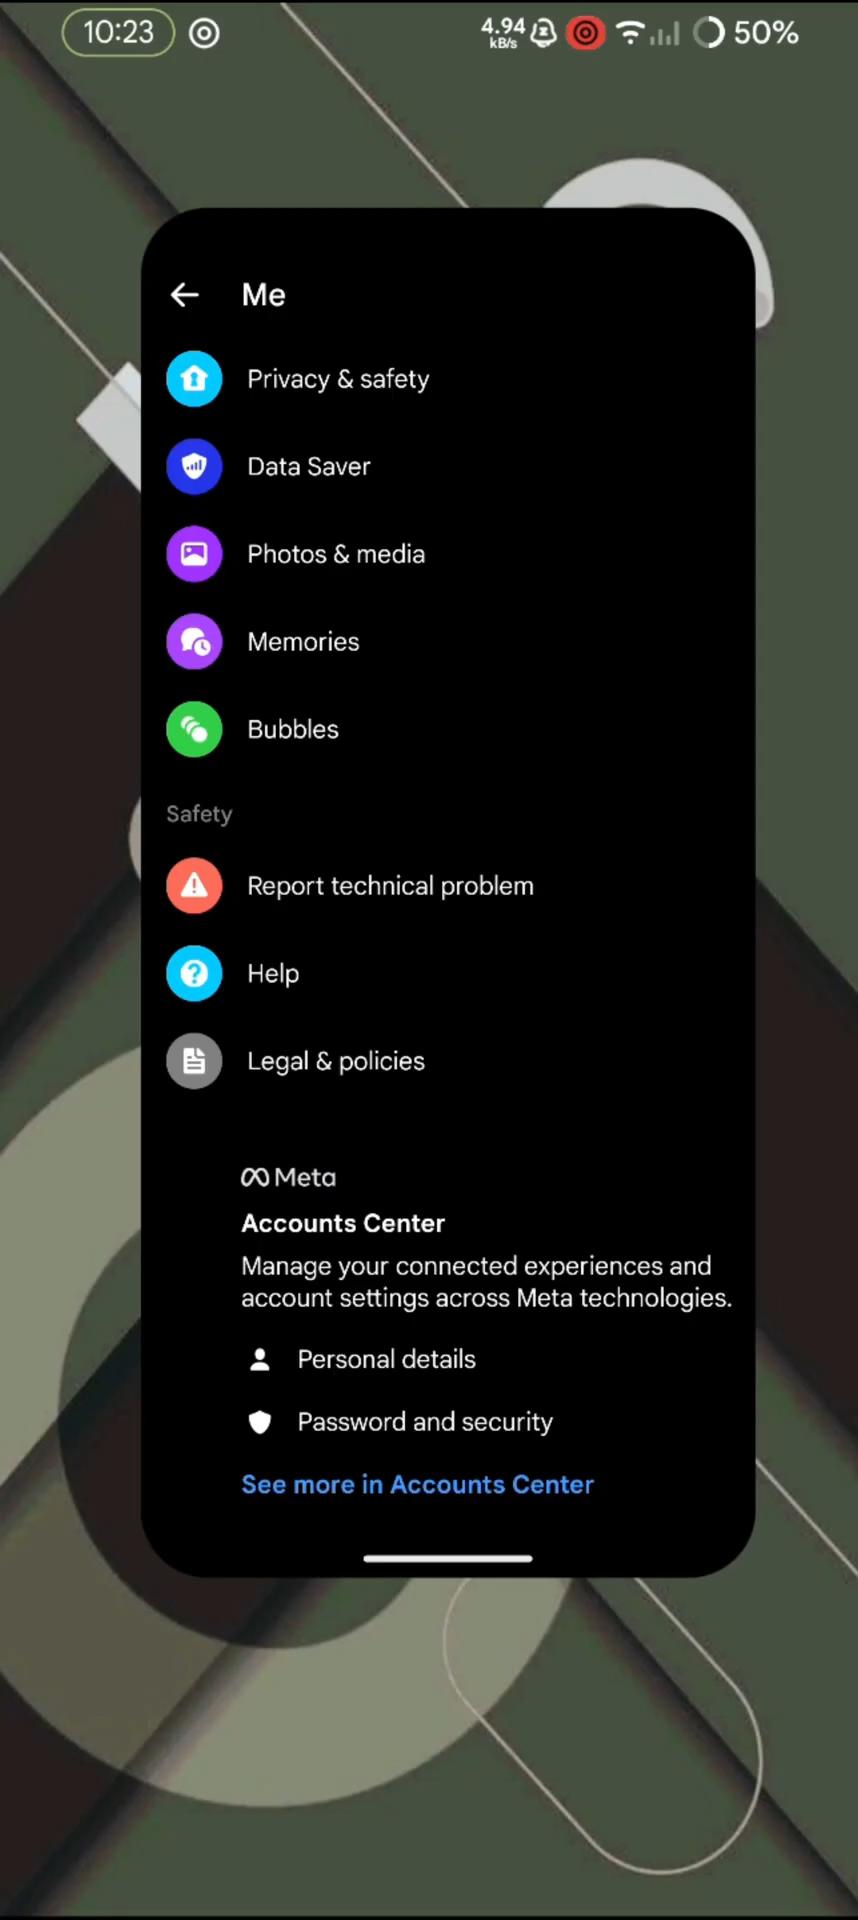 10:23
4.94
kB/s
50%
Me
Privacy & safety
Data Saver
Photos & media
Memories
Bubbles
Safety
Report technical problem
Help
Legal & policies
Meta
Accounts Center
Manage your connected experiences and
account settings across Meta technologies.
Personal details
Password and security
See more in Accounts Center